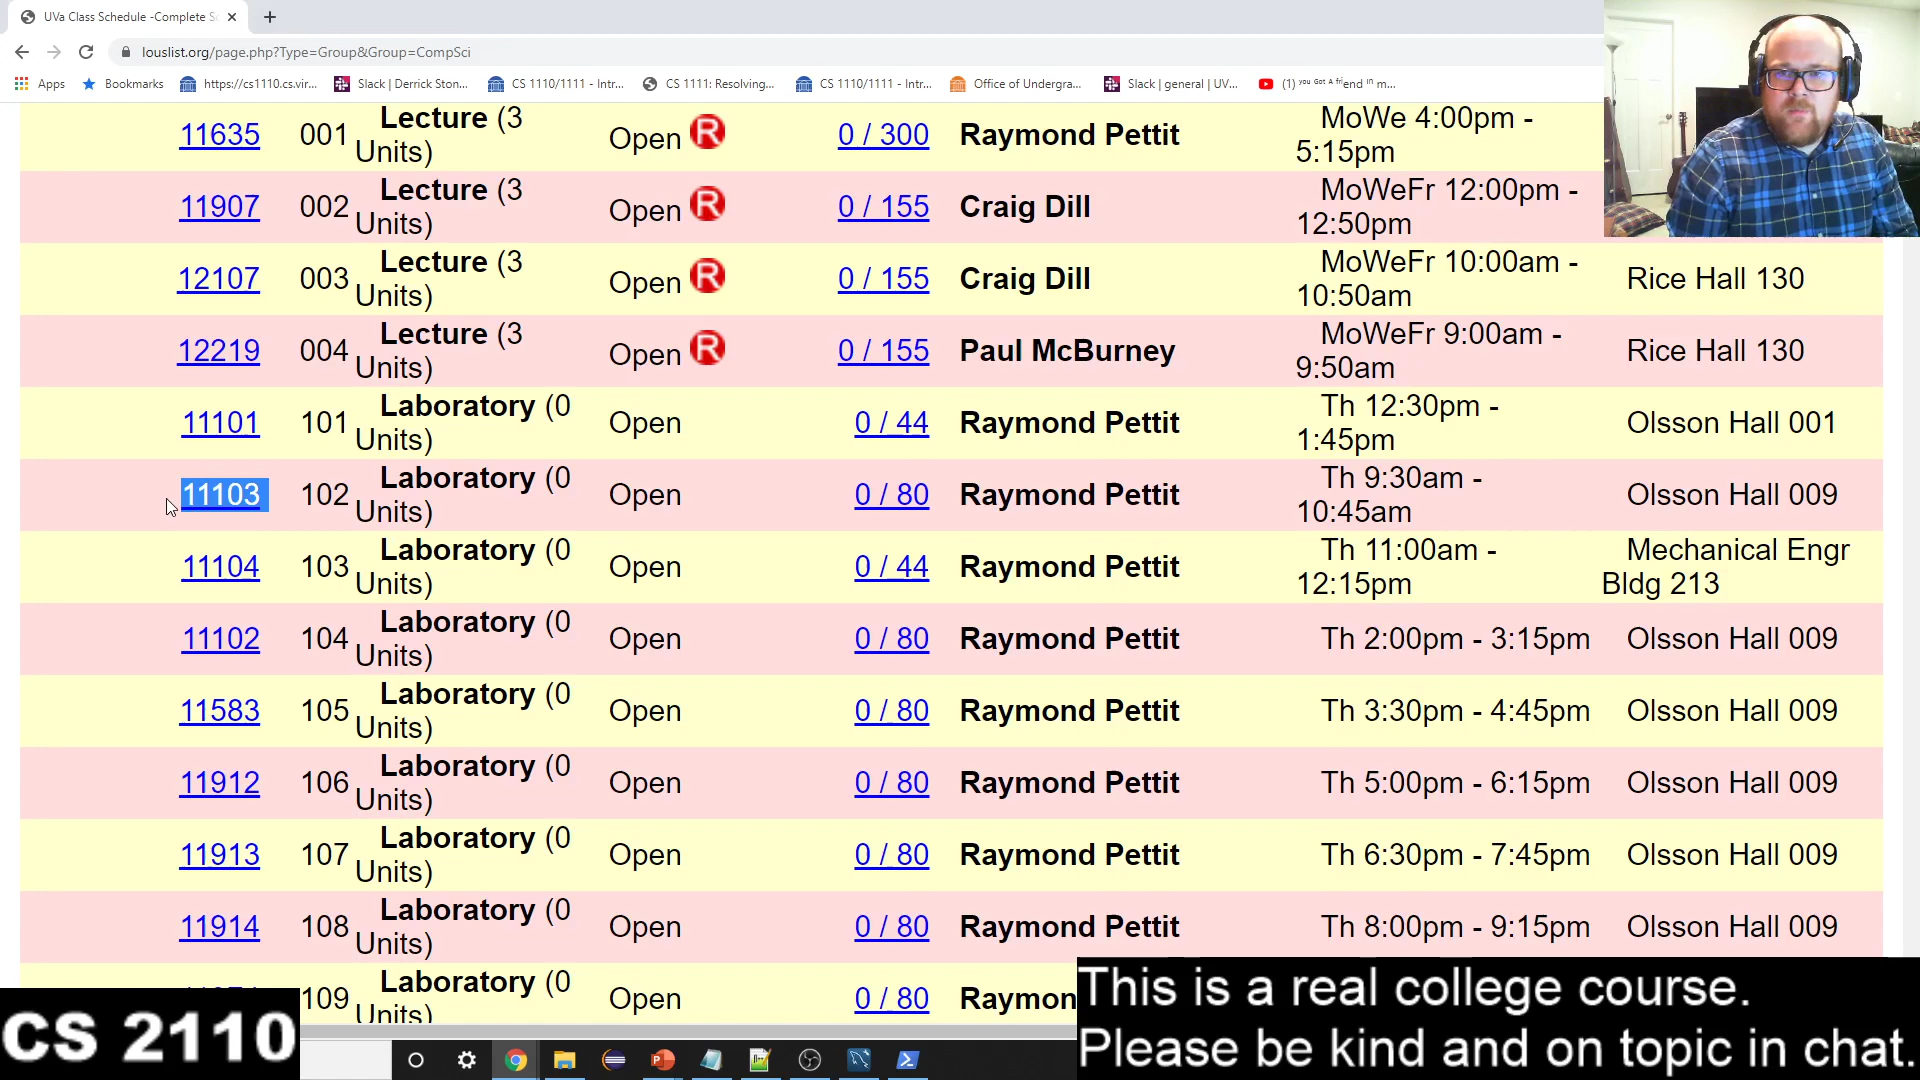 UVa Class Schedule -Complete S
louslist.org/page.php?Type=Group&Group=CompSci
Apps Bookmarks https://cs1110.cs.vir... Slack | Derrick Ston... CS 1110/1111 - Intr... CS 1111: Resolving... CS 1110/1111 - Intr... Office of Undergra... Slack | general | UV... (1) ʸᵒᵘ ᴳᵒᵗ ᴬ ᶠʳⁱend ⁱⁿ m...
11635 001 Lecture (3 Units) Open R 0 / 300 Raymond Pettit MoWe 4:00pm - 5:15pm
11907 002 Lecture (3 Units) Open R 0 / 155 Craig Dill MoWeFr 12:00pm - 12:50pm
12107 003 Lecture (3 Units) Open R 0 / 155 Craig Dill MoWeFr 10:00am - 10:50am Rice Hall 130
12219 004 Lecture (3 Units) Open R 0 / 155 Paul McBurney MoWeFr 9:00am - 9:50am Rice Hall 130
11101 101 Laboratory (0 Units) Open 0 / 44 Raymond Pettit Th 12:30pm - 1:45pm Olsson Hall 001
11103 102 Laboratory (0 Units) Open 0 / 80 Raymond Pettit Th 9:30am - 10:45am Olsson Hall 009
11104 103 Laboratory (0 Units) Open 0 / 44 Raymond Pettit Th 11:00am - 12:15pm Mechanical Engr Bldg 213
11102 104 Laboratory (0 Units) Open 0 / 80 Raymond Pettit Th 2:00pm - 3:15pm Olsson Hall 009
11583 105 Laboratory (0 Units) Open 0 / 80 Raymond Pettit Th 3:30pm - 4:45pm Olsson Hall 009
11912 106 Laboratory (0 Units) Open 0 / 80 Raymond Pettit Th 5:00pm - 6:15pm Olsson Hall 009
11913 107 Laboratory (0 Units) Open 0 / 80 Raymond Pettit Th 6:30pm - 7:45pm Olsson Hall 009
11914 108 Laboratory (0 Units) Open 0 / 80 Raymond Pettit Th 8:00pm - 9:15pm Olsson Hall 009
109 Laboratory (0 Units) Open 0 / 80 Raymon
CS 2110
This is a real college course.
Please be kind and on topic in chat.